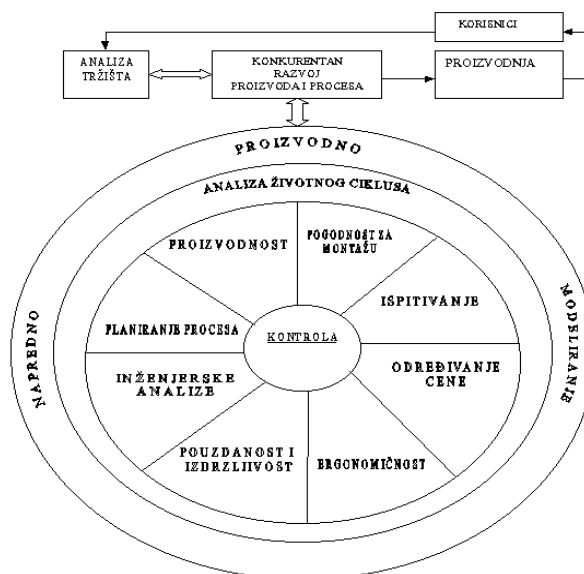 KORISNICI
ANALIZA
TRŽIŠTA
KONKURENTAN
RAZVOJ
PROIZVODA I PROCESA
PROIZVODNJA
PROIZVODNO
ANALIZA ŽIVOTNOG CIKLUSA
NAPREDNO
MODELIRANJE
PROIZVODNOST
POGODNOST ZA
MONTAŽU
ISPITIVANJE
PLANIRANJE PROCESA
KONTROLA
ODREĐIVANJE
CENE
INŽENJERSKE
ANALIZE
POUZDANOST I
IZDRZLJIVOST
ERGONOMIČNOST